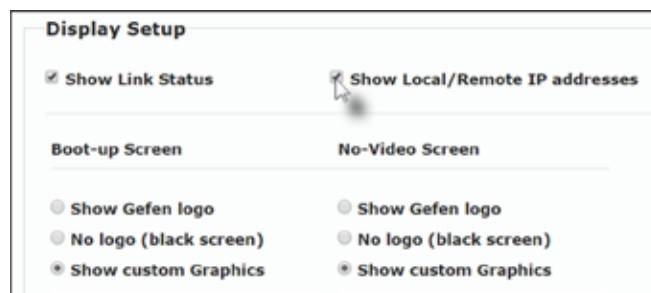 Display Setup
Show Link Status Show Local/Remote IP addresses
Boot-up Screen No-Video Screen
Show Gefen logo Show Gefen logo
No logo (black screen) No logo (black screen)
Show custom Graphics Show custom Graphics